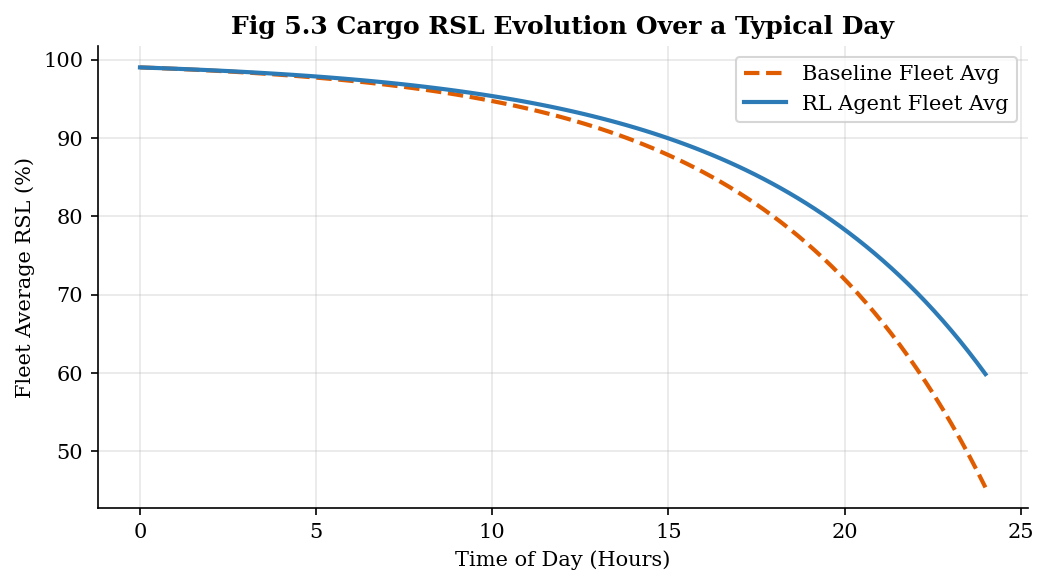 Fig 5.3 Cargo RSL Evolution Over a Typical Day
Baseline Fleet Avg
RL Agent Fleet Avg
Fleet Average RSL (%)
100
90
80
70
60
50
0 5 10 15 20 25
Time of Day (Hours)